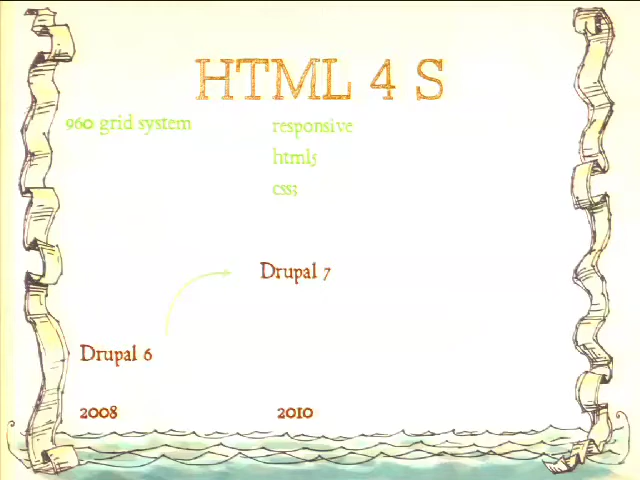 HTML 4 S
960 grid system
responsive
html5
css3
Drupal 7
Drupal 6
2008
2010